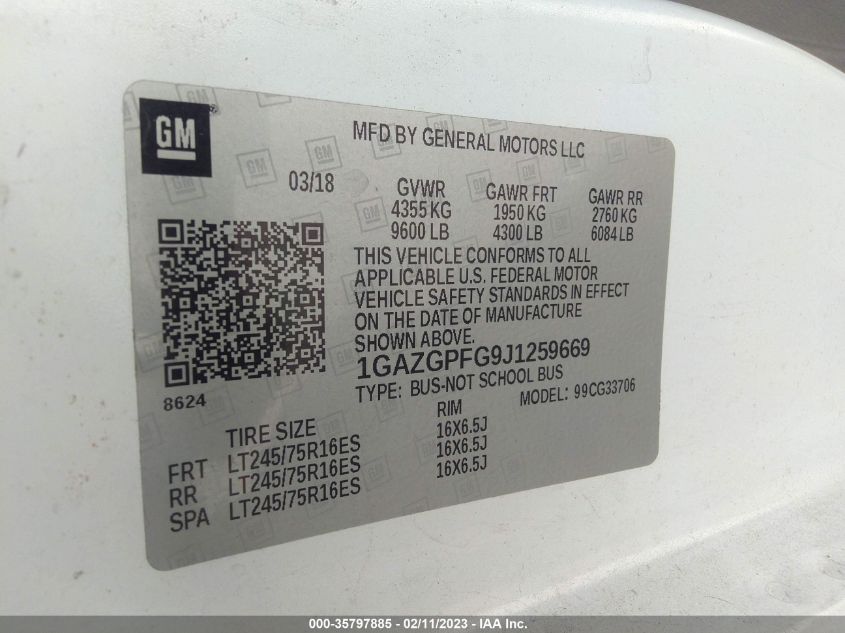 GM
MFD BY GENERAL MOTORS LLC
03/18
GVWR GAWR FRT GAWR RR
4355 KG 1950 KG 2760 KG
9600 LB 4300 LB 6084 LB
THIS VEHICLE CONFORMS TO ALL
APPLICABLE U.S. FEDERAL MOTOR
VEHICLE SAFETY STANDARDS IN EFFECT
ON THE DATE OF MANUFACTURE
SHOWN ABOVE.
1GAZGPFG9J1259669
TYPE: BUS-NOT SCHOOL BUS
8624
MODEL: 99CG33706
TIRE SIZE RIM
FRT LT245/75R16ES 16X6.5J
RR LT245/75R16ES 16X6.5J
SPA LT245/75R16ES 16X6.5J
000-35797885 - 02/11/2023 - IAAI.com